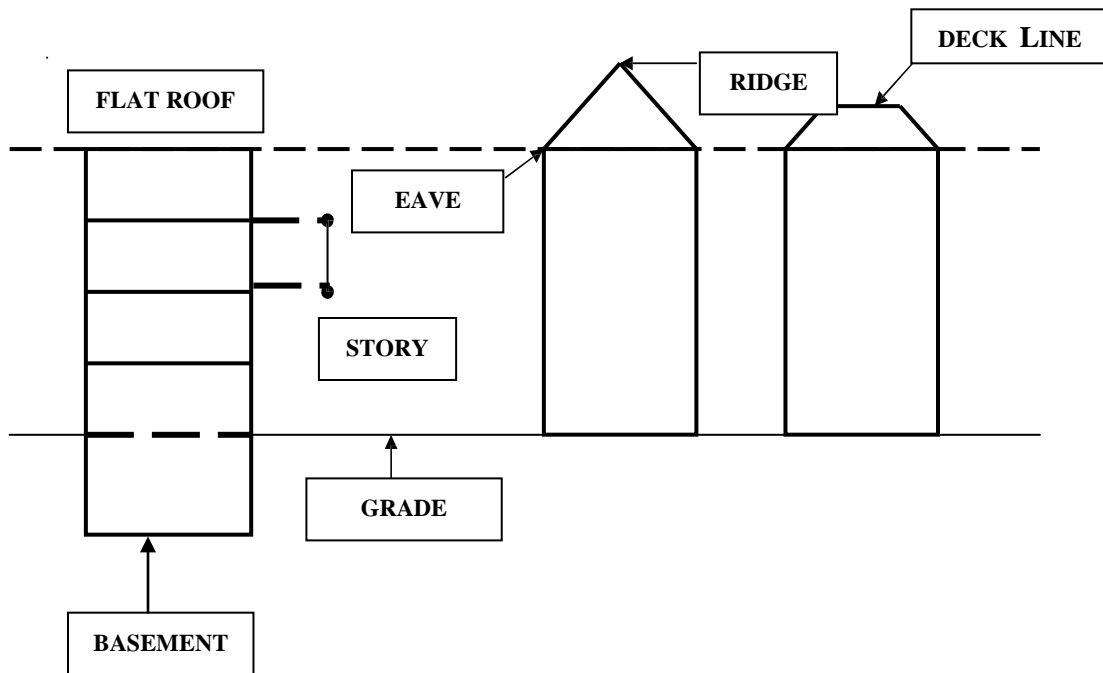 DECK LINE
RIDGE
FLAT ROOF
EAVE
STORY
GRADE
BASEMENT